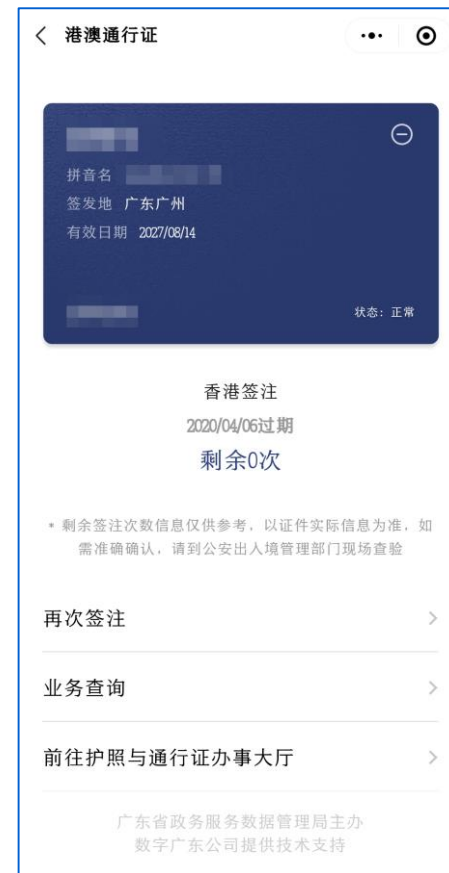 港澳通行证
拼音名
签发地 广东广州
有效日期 2027/08/14
状态：正常
香港签注
2020/04/06过期
剩余0次
* 剩余签注次数信息仅供参考，以证件实际信息为准，如
需准确确认，请到公安出入境管理部门现场查验
再次签注
业务查询
前往护照与通行证办事大厅
广东省政务服务数据管理局主办
数字广东公司提供技术支持